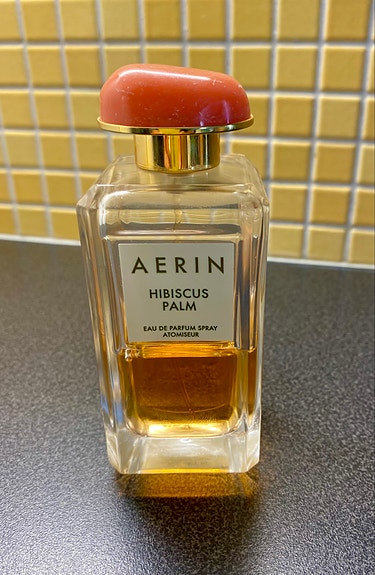 AERIN
HIBISCUS
PALM
EAU DE PARFUM SPRAY
ATOMISEUR